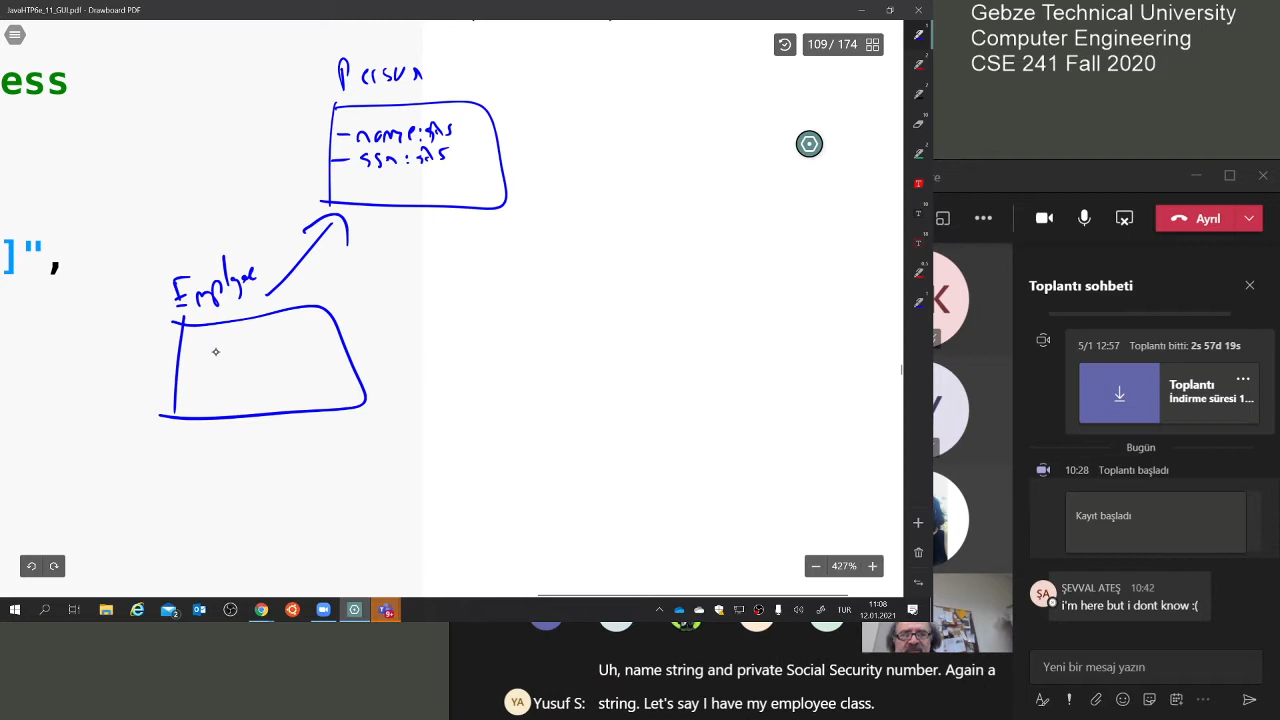 JavaHTP6e_11_GUI.pdf - Drawboard PDF
Gebze Technical University
Computer Engineering
CSE 241 Fall 2020
109 / 174
ess
Person
- name: str
- ssn: str
]",
Employee
Ayrıl
K
Toplantı sohbeti
5/1 12:57 Toplantı bitti: 2s 57d 19s
Toplantı
İndirme süresi 1...
Bugün
10:28 Toplantı başladı
Kayıt başladı
ŞA
ŞEVVAL ATEŞ 10:42
i'm here but i dont know :(
427%
TUR
11:08
12.01.2021
Uh, name string and private Social Security number. Again a
YA Yusuf S: string. Let's say I have my employee class.
Yeni bir mesaj yazın